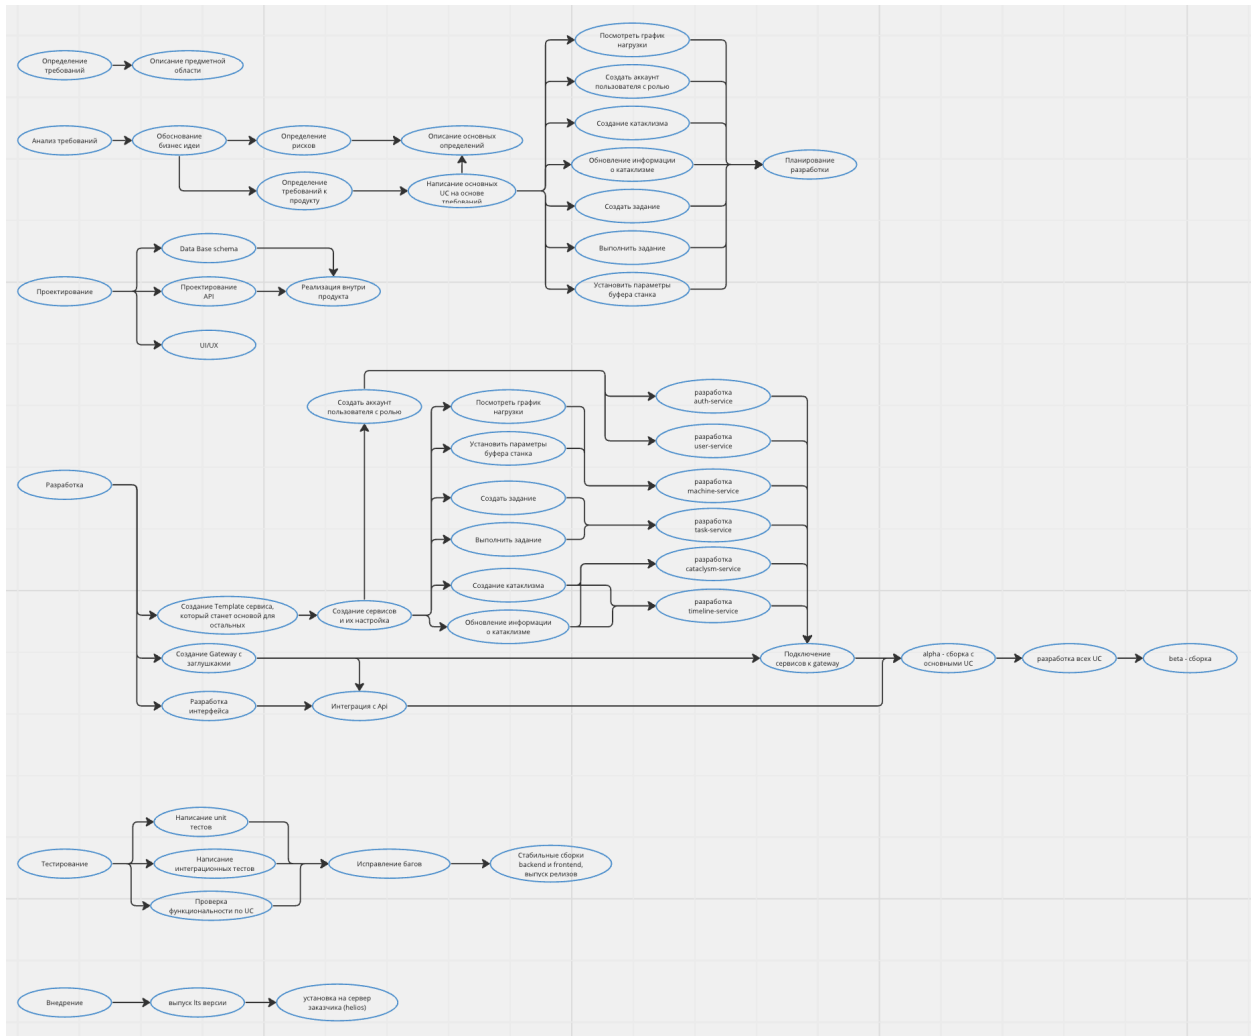 Определение
требований
Описание предметной
области
Анализ требований
Обоснование
бизнес идеи
Определение
рисков
Описание основных
определений
Определение
требований к
продукту
Написание основных
UC на основе
требований
Посмотреть график
нагрузки
Создать аккаунт
пользователя с ролью
Создание катаклизма
Обновление информации
о катаклизме
Создать задание
Выполнить задание
Установить параметры
буфера станка
Планирование
разработки
Проектирование
Data Base schema
Проектирование
API
UI/UX
Реализация внутри
продукта
Разработка
Создание Template сервиса,
который станет основой для
остальных
Создание сервисов
и их настройка
Создать аккаунт
пользователя с ролью
Посмотреть график
нагрузки
Установить параметры
буфера станка
Создать задание
Выполнить задание
Создание катаклизма
Обновление информации
о катаклизме
разработка
auth-service
разработка
user-service
разработка
machine-service
разработка
task-service
разработка
cataclysm-service
разработка
timeline-service
Создание Gateway с
заглушкакми
Разработка
интерфейса
Интеграция с Api
Подключение
сервисов к gateway
alpha - сборка с
основными UC
разработка всех UC
beta - сборка
Тестирование
Написание unit
тестов
Написание
интеграционных тестов
Проверка
функциональности по UC
Исправление багов
Стабильные сборки
backend и frontend,
выпуск релизов
Внедрение
выпуск lts версии
установка на сервер
заказчика (helios)